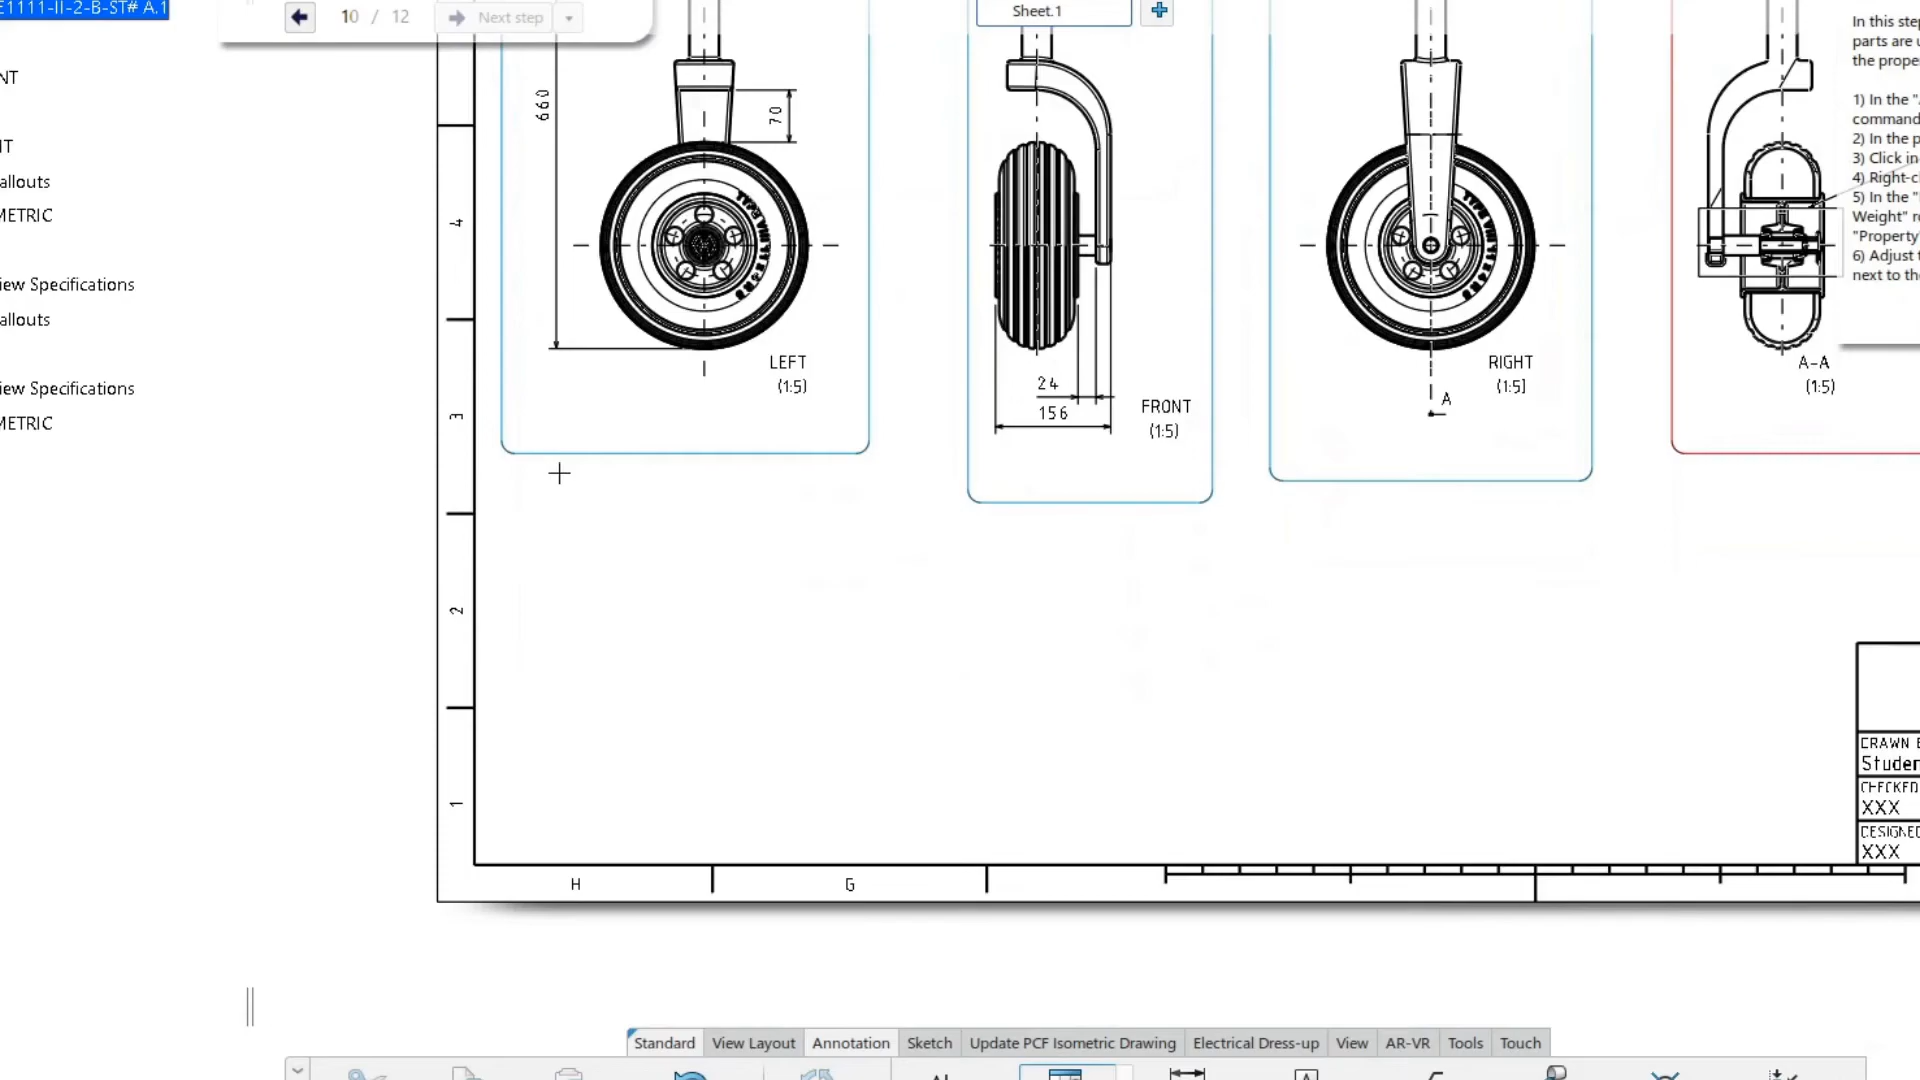 E1111-II-2-B-ST# A.1
10 / 12
Next step
Sheet.1
In this step
parts are u
the prope
1) In the "
command
2) In the p
3) Click in
4) Right-cl
5) In the "
Weight" r
"Property"
6) Adjust t
next to the
NT
IT
allouts
METRIC
iew Specifications
allouts
iew Specifications
METRIC
660
70
LEFT
(1:5)
24
156
FRONT
(1:5)
RIGHT
(1:5)
A
A-A
(1:5)
4
3
2
1
H
G
DRAWN B
Studen
CHECKED
XXX
DESIGNED
XXX
Standard
View Layout
Annotation
Sketch
Update PCF Isometric Drawing
Electrical Dress-up
View
AR-VR
Tools
Touch